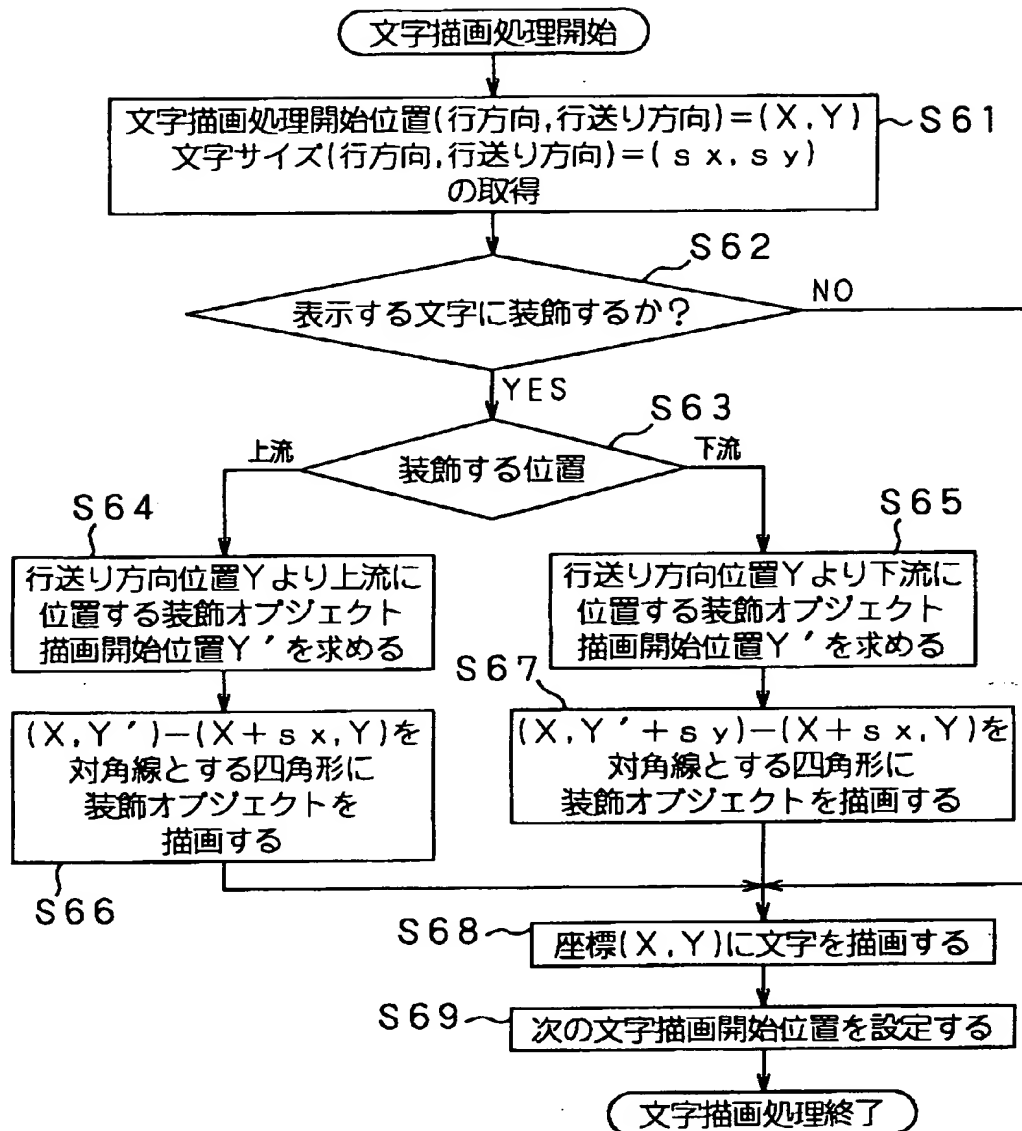 文字描画処理開始
文字描画処理開始位置(行方向,行送り方向)=(X,Y)
文字サイズ(行方向,行送り方向)=(sx,sy)
の取得
S61
S62
表示する文字に装飾するか?
NO
YES
S63
上流
装飾する位置
下流
S64
行送り方向位置Yより上流に
位置する装飾オブジェクト
描画開始位置Y'を求める
S65
行送り方向位置Yより下流に
位置する装飾オブジェクト
描画開始位置Y'を求める
(X,Y')-(X+sx,Y)を
対角線とする四角形に
装飾オブジェクトを
描画する
S66
S67
(X,Y'+sy)-(X+sx,Y)を
対角線とする四角形に
装飾オブジェクトを描画する
S68
座標(X,Y)に文字を描画する
S69
次の文字描画開始位置を設定する
文字描画処理終了